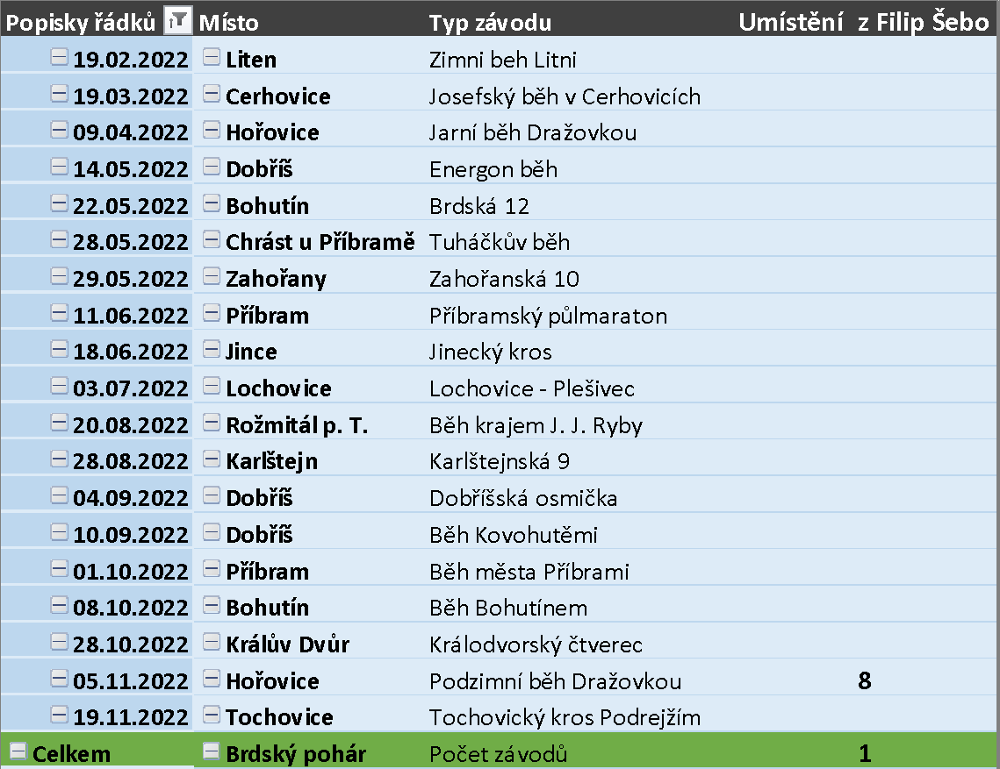 Popisky řádků Místo Typ závodu Umístění z Filip Šebo
19.02.2022 Liten Zimni beh Litni
19.03.2022 Cerhovice Josefský běh v Cerhovicích
09.04.2022 Hořovice Jarní běh Dražovkou
14.05.2022 Dobříš Energon běh
22.05.2022 Bohutín Brdská 12
28.05.2022 Chrást u Příbramě Tuháčkův běh
29.05.2022 Zahořany Zahořanská 10
11.06.2022 Příbram Příbramský půlmaraton
18.06.2022 Jince Jinecký kros
03.07.2022 Lochovice Lochovice - Plešivec
20.08.2022 Rožmitál p. T. Běh krajem J. J. Ryby
28.08.2022 Karlštejn Karlštejnská 9
04.09.2022 Dobříš Dobříšská osmička
10.09.2022 Dobříš Běh Kovohutěmi
01.10.2022 Příbram Běh města Příbrami
08.10.2022 Bohutín Běh Bohutínem
28.10.2022 Králův Dvůr Králodvorský čtverec
05.11.2022 Hořovice Podzimní běh Dražovkou 8
19.11.2022 Tochovice Tochovický kros Podrejžím
Celkem Brdský pohár Počet závodů 1